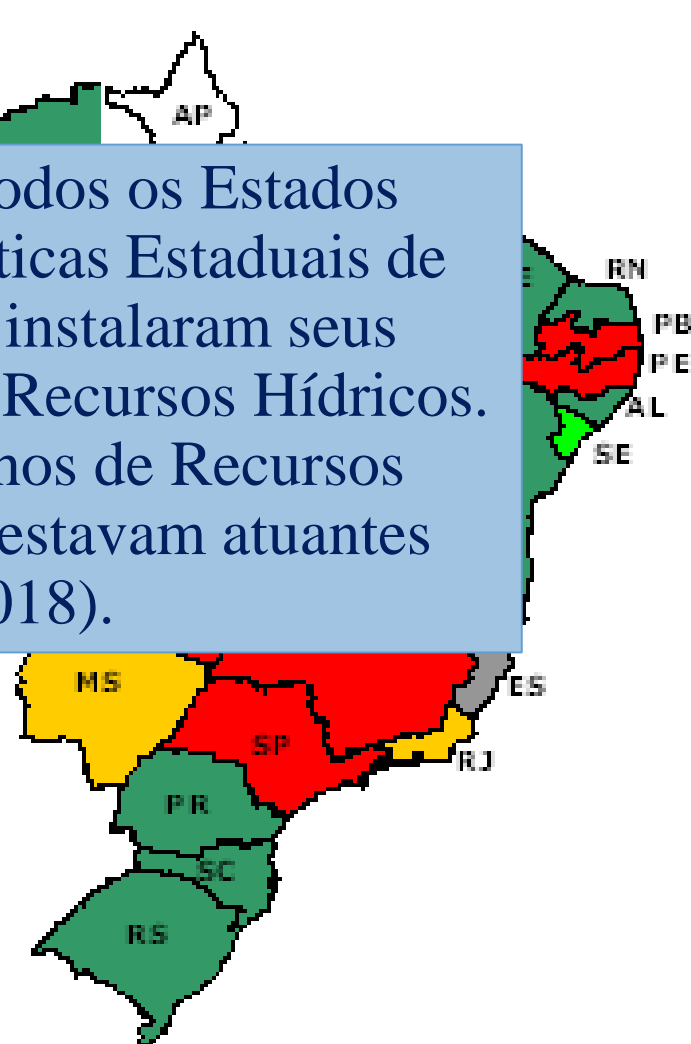 AP
odos os Estados
ticas Estaduais de
instalaram seus
Recursos Hídricos.
nos de Recursos
estavam atuantes
018).
E
RN
PB
PE
AL
SE
MS
ES
SP
RJ
PR
SC
RS